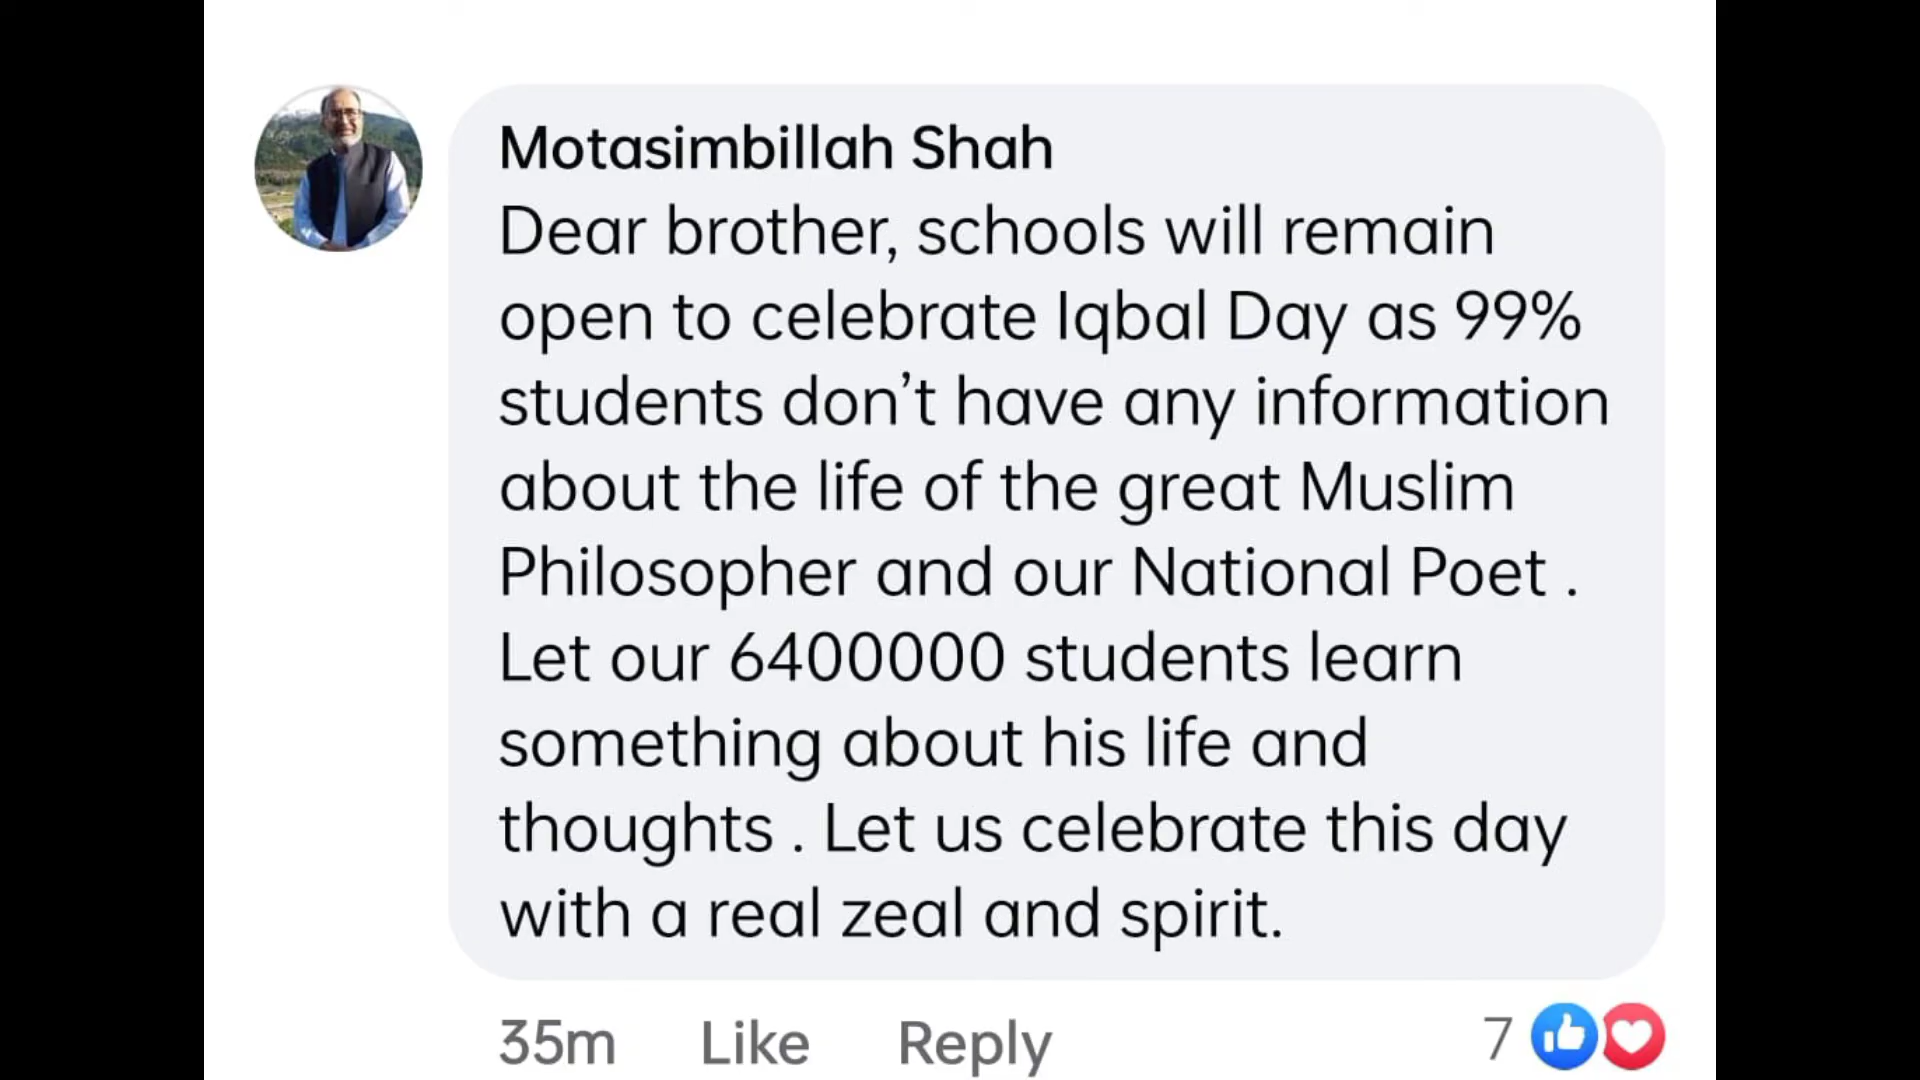 Motasimbillah Shah
Dear brother, schools will remain
open to celebrate Iqbal Day as 99%
students don’t have any information
about the life of the great Muslim
Philosopher and our National Poet .
Let our 6400000 students learn
something about his life and
thoughts . Let us celebrate this day
with a real zeal and spirit.
35m Like Reply 7